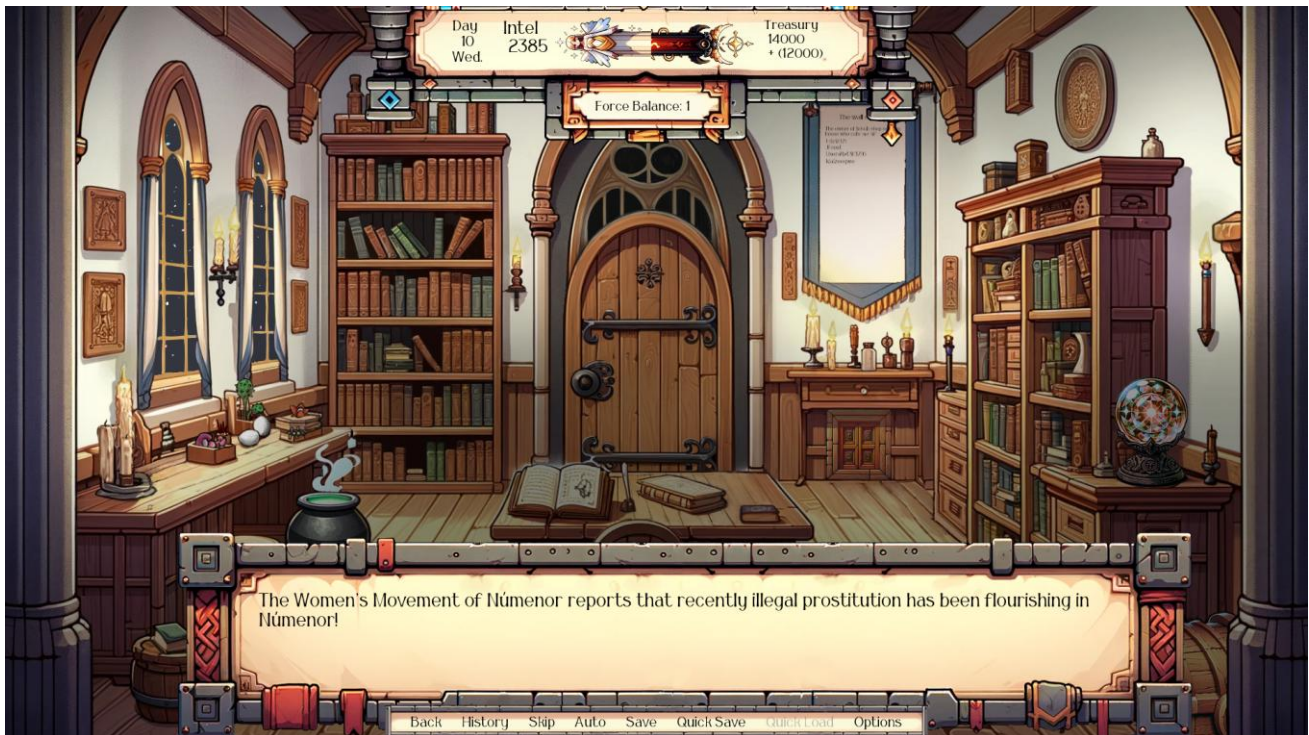 Day
10
Wed.
Intel
2385
Treasury
14000
+ (12000)
Force Balance: 1
The Women's Movement of Númenor reports that recently illegal prostitution has been flourishing in
Númenor!
Back History Skip Auto Save Quick Save Quick Load Options